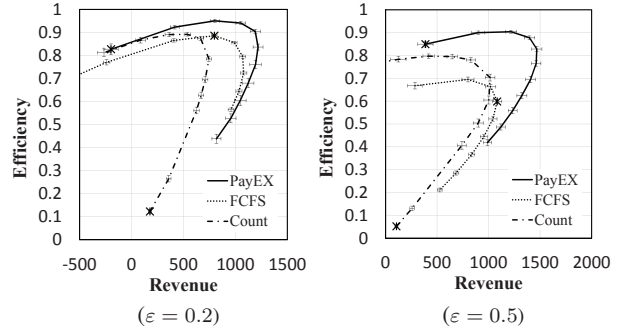 Efficiency
1
0.9
0.8
0.7
0.6
0.5
0.4
0.3
0.2
0.1
0
PayEX
FCFS
Count
-500 0 500 1000 1500
Revenue
(ε = 0.2)
Efficiency
1
0.9
0.8
0.7
0.6
0.5
0.4
0.3
0.2
0.1
0
PayEX
FCFS
Count
0 500 1000 1500 2000
Revenue
(ε = 0.5)